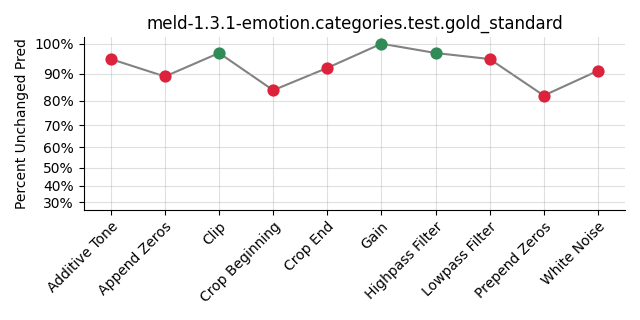 meld-1.3.1-emotion.categories.test.gold_standard
Percent Unchanged Pred
100%
90%
80%
70%
60%
50%
40%
30%
Additive Tone
Append Zeros
Clip
Crop Beginning
Crop End
Gain
Highpass Filter
Lowpass Filter
Prepend Zeros
White Noise